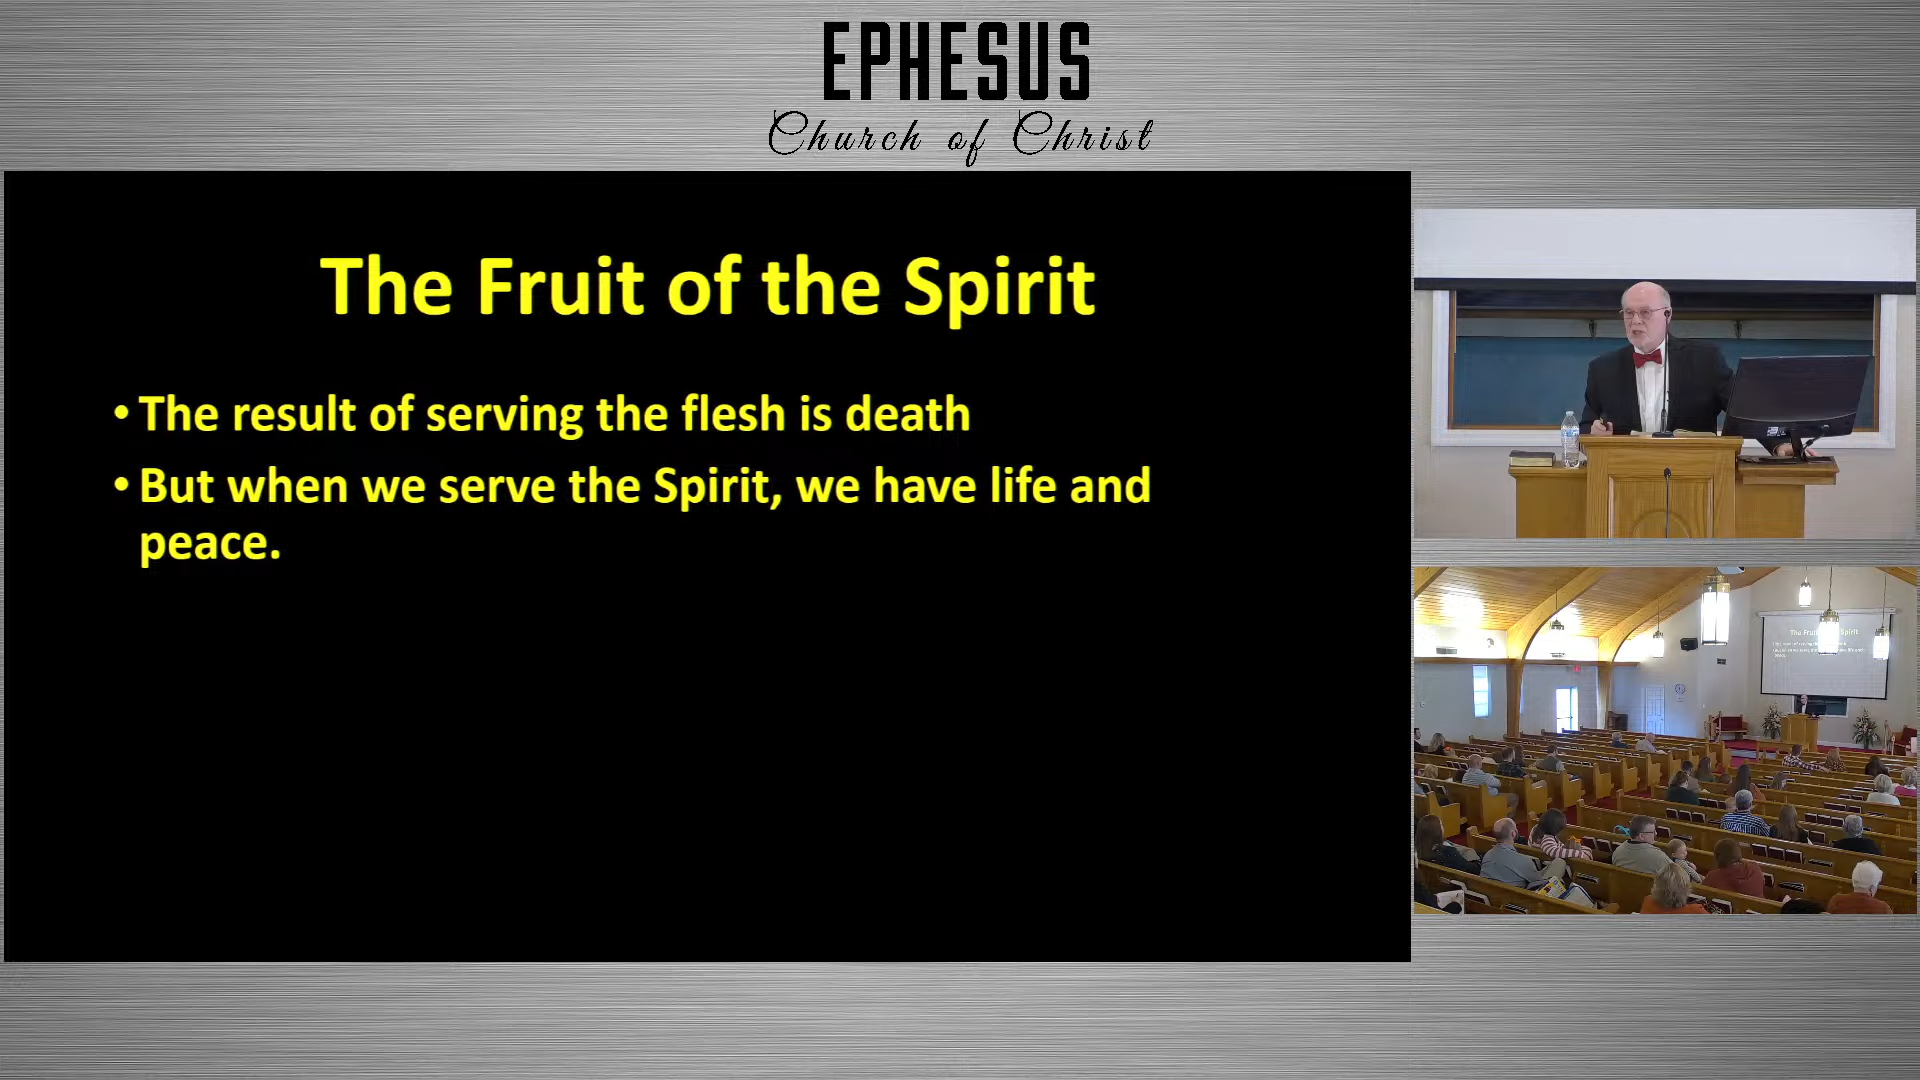 EPHESUS
Church of Christ
The Fruit of the Spirit
• The result of serving the flesh is death
• But when we serve the Spirit, we have life and
peace.